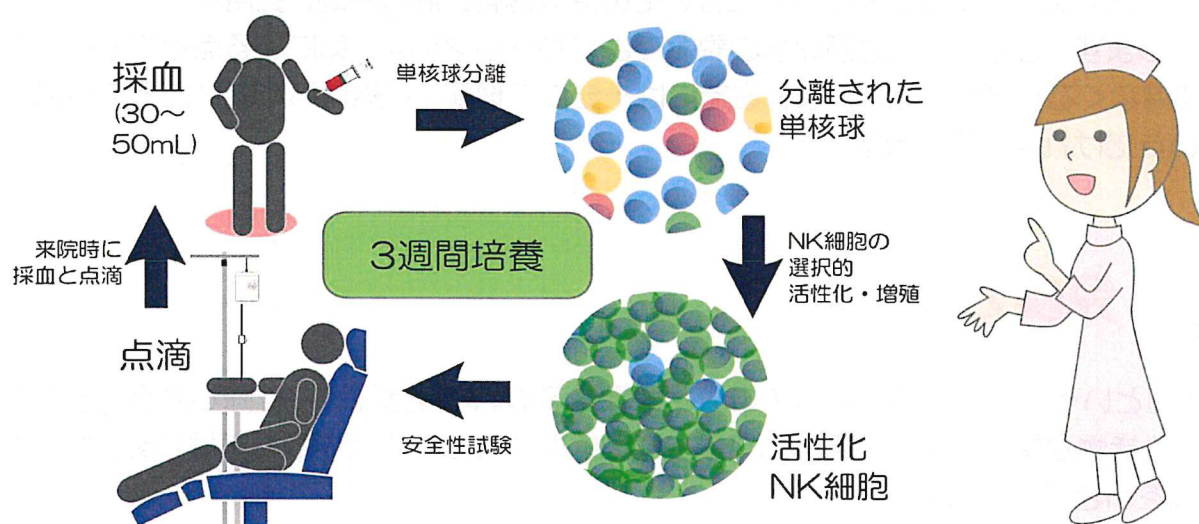 採血
(30〜
50mL)
単核球分離
分離された
単核球
3週間培養
NK細胞の
選択的
活性化・増殖
来院時に
採血と点滴
点滴
安全性試験
活性化
NK細胞